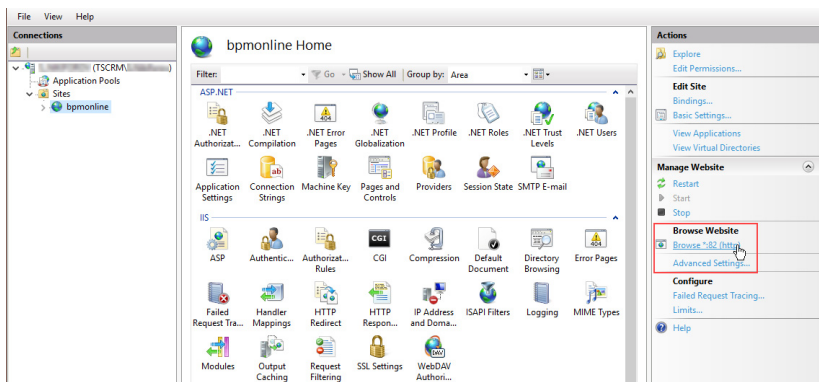 File View Help
Connections
(TSCRM\
Application Pools
Sites
bpmonline
bpmonline Home
Filter:
Go
Show All
Group by: Area
ASP.NET
.NET Authorizat...
.NET Compilation
.NET Error Pages
.NET Globalization
.NET Profile
.NET Roles
.NET Trust Levels
.NET Users
Application Settings
Connection Strings
Machine Key
Pages and Controls
Providers
Session State
SMTP E-mail
IIS
ASP
Authentic...
Authorizat... Rules
CGI
Compression
Default Document
Directory Browsing
Error Pages
Failed Request Tra...
Handler Mappings
HTTP Redirect
HTTP Respon...
IP Address and Doma...
ISAPI Filters
Logging
MIME Types
Modules
Output Caching
Request Filtering
SSL Settings
WebDAV Authori...
Actions
Explore
Edit Permissions...
Edit Site
Bindings...
Basic Settings...
View Applications
View Virtual Directories
Manage Website
Restart
Start
Stop
Browse Website
Browse *:82 (http)
Advanced Settings...
Configure
Failed Request Tracing...
Limits...
Help